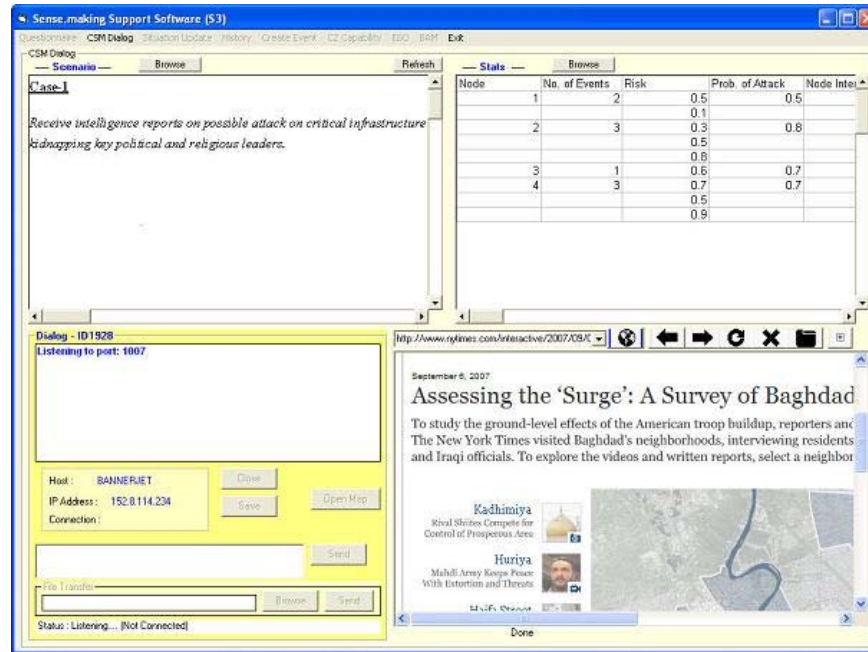 Sense.making Support Software (S3)
Questionnaire CSM Dialog Situation Update History Create Event C2 Capability EBO BAM Exit
CSM Dialog
Scenario Browse Refresh
Case-1
Receive intelligence reports on possible attack on critical infrastructure
kidnapping key political and religious leaders.
Stats Browse
Node No. of Events Risk Prob. of Attack Node Inter
1 2 0.5 0.5
0.1
2 3 0.3 0.8
0.5
0.8
3 1 0.6 0.7
4 3 0.7 0.7
0.5
0.9
Dialog - ID1928
Listening to port: 1007
Host : BANNERJET
IP Address : 152.8.114.234
Connection :
Close
Save
Open Map
Send
File Transfer
Browse Send
Status : Listening... (Not Connected)
http://www.nytimes.com/interactive/2007/09/0
September 6, 2007
Assessing the ‘Surge’: A Survey of Baghdad
To study the ground-level effects of the American troop buildup, reporters and
The New York Times visited Baghdad's neighborhoods, interviewing residents
and Iraqi officials. To explore the videos and written reports, select a neighbor
Kadhimiya
Rival Shiites Compete for
Control of Prosperous Area
Huriya
Mahdi Army Keeps Peace
With Extortion and Threats
Haifa Street
Done